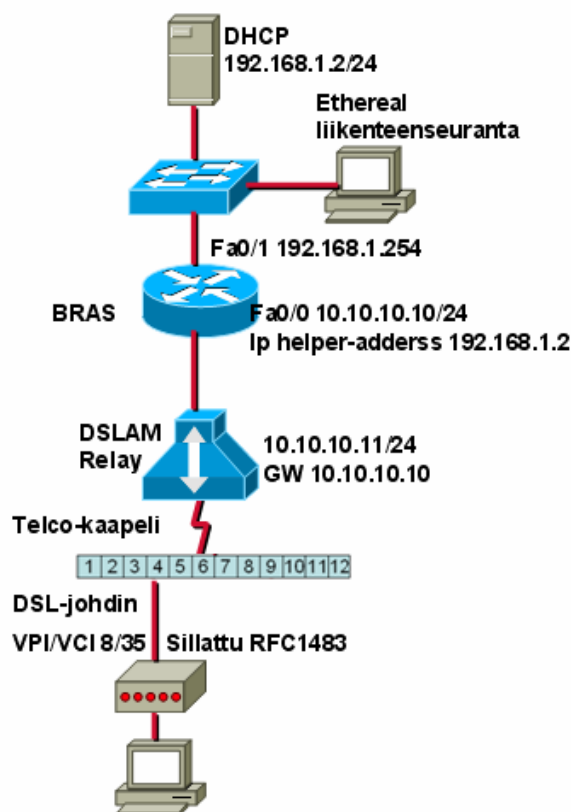 DHCP
192.168.1.2/24
Ethereal
liikenteenseuranta
Fa0/1 192.168.1.254
BRAS
Fa0/0 10.10.10.10/24
Ip helper-adderss 192.168.1.2
DSLAM
Relay
10.10.10.11/24
GW 10.10.10.10
Telco-kaapeli
1 2 3 4 5 6 7 8 9 10 11 12
DSL-johdin
VPI/VCI 8/35 Sillattu RFC1483